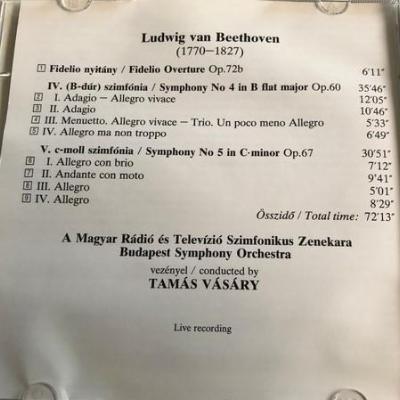 Ludwig van Beethoven
(1770–1827)
1 Fidelio nyitány / Fidelio Overture Op.72b 6'11"
IV. (B-dúr) szimfónia / Symphony No 4 in B flat major Op.60 35'46"
2 I. Adagio – Allegro vivace 12'05"
3 II. Adagio 10'46"
4 III. Menuetto. Allegro vivace – Trio. Un poco meno Allegro 5'33"
5 IV. Allegro ma non troppo 6'49"
V. c-moll szimfónia / Symphony No 5 in C-minor Op.67 30'51"
6 I. Allegro con brio 7'12"
7 II. Andante con moto 9'41"
8 III. Allegro 5'01"
9 IV. Allegro 8'29"
Összidő / Total time: 72'13"
A Magyar Rádió és Televízió Szimfonikus Zenekara
Budapest Symphony Orchestra
vezényel / conducted by
TAMÁS VÁSÁRY
Live recording